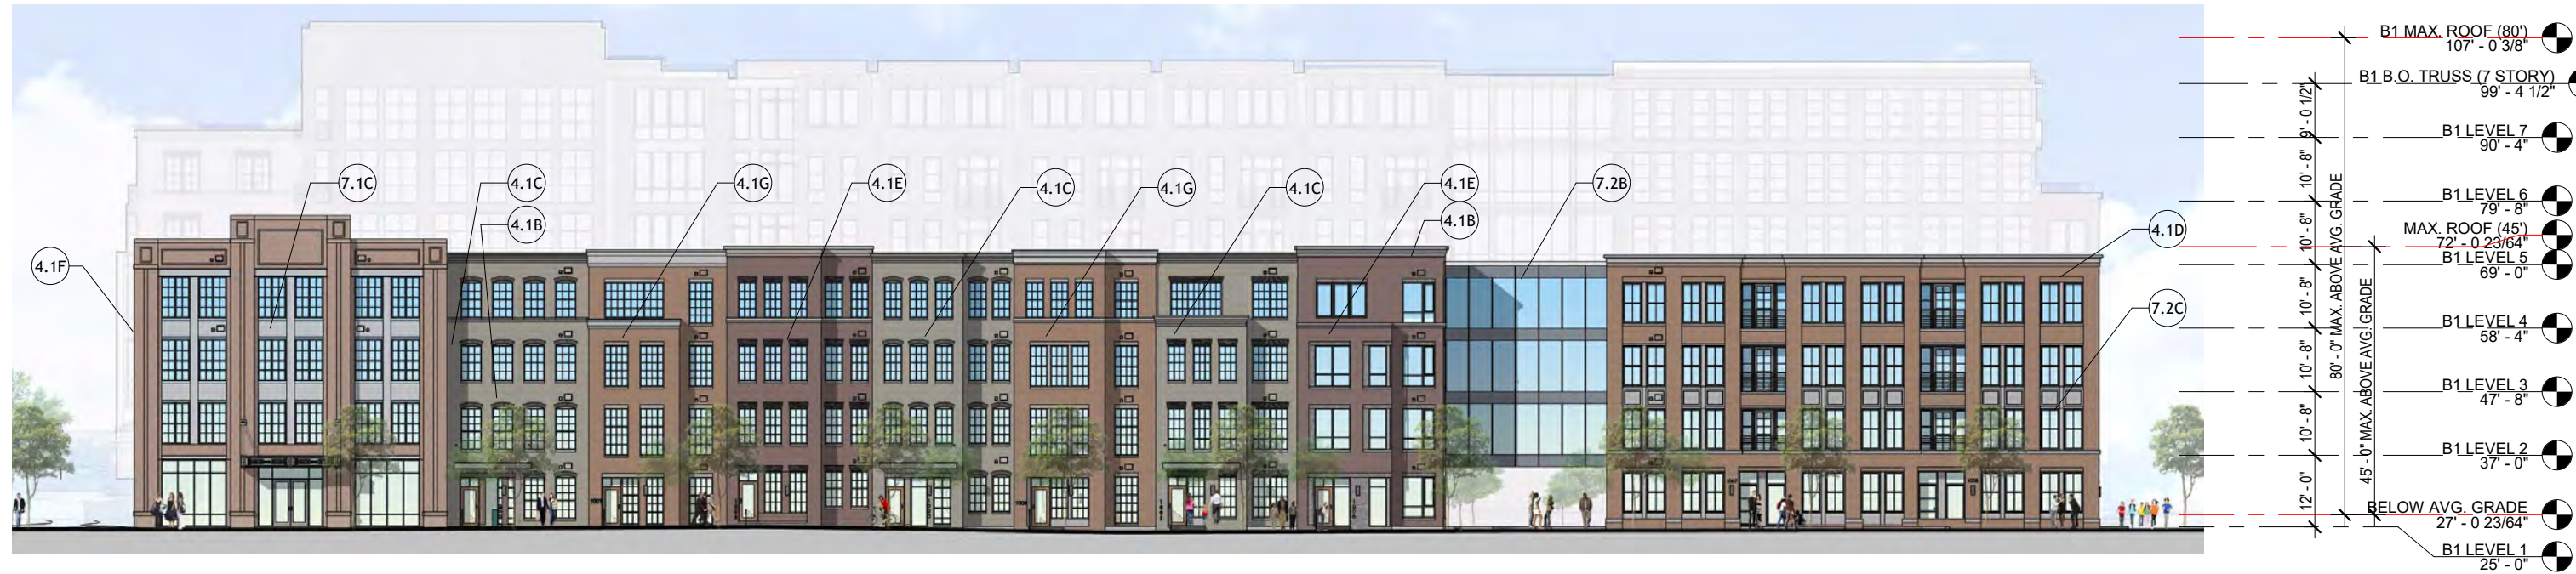 B1 MAX. ROOF (80')
107' - 0 3/8"
B1 B.O. TRUSS (7 STORY)
99' - 4 1/2"
9' - 0 1/2"
B1 LEVEL 7
90' - 4"
10' - 8"
7.1C
4.1C
4.1G
4.1E
4.1C
4.1G
4.1C
4.1E
7.2B
B1 LEVEL 6
79' - 8"
4.1B
4.1B
4.1D
10' - 8"
MAX. ROOF (45')
72' - 0 23/64"
4.1F
B1 LEVEL 5
69' - 0"
7.2C
10' - 8"
B1 LEVEL 4
58' - 4"
10' - 8"
80' - 0" MAX. ABOVE AVG. GRADE
B1 LEVEL 3
47' - 8"
10' - 8"
45' - 0" MAX. ABOVE AVG. GRADE
B1 LEVEL 2
37' - 0"
12' - 0"
BELOW AVG. GRADE
27' - 0 23/64"
B1 LEVEL 1
25' - 0"